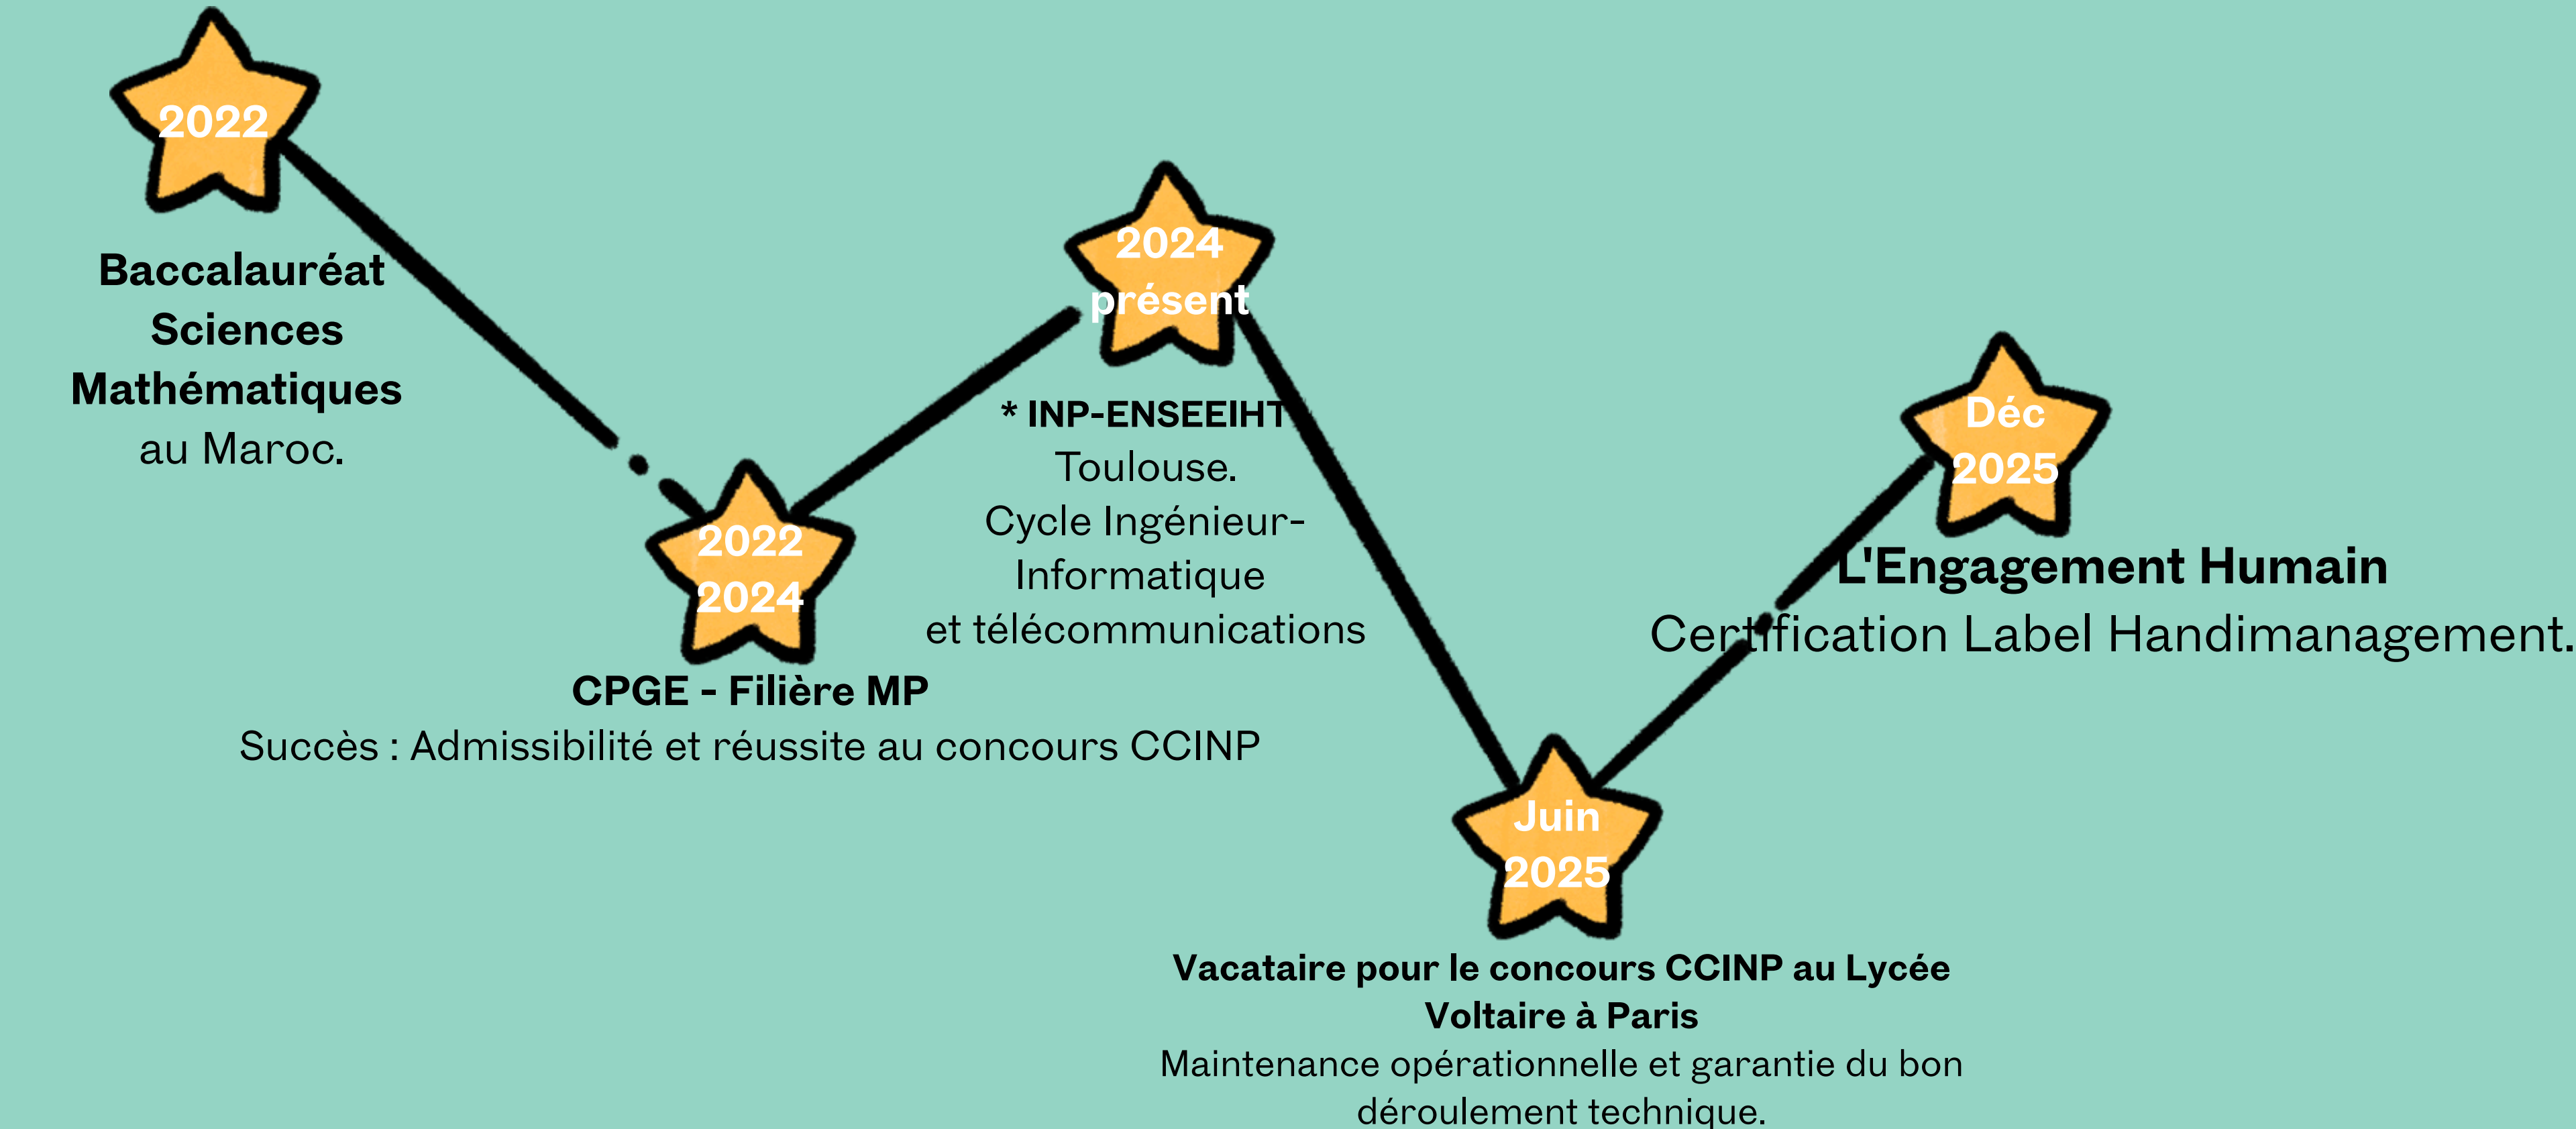 2022
Baccalauréat
Sciences
Mathématiques
au Maroc.
2022
2024
CPGE - Filière MP
Succès : Admissibilité et réussite au concours CCINP
2024
présent
* INP-ENSEEIHT
Toulouse.
Cycle Ingénieur-
Informatique
et télécommunications
Juin
2025
Vacataire pour le concours CCINP au Lycée
Voltaire à Paris
Maintenance opérationnelle et garantie du bon
déroulement technique.
Déc
2025
L'Engagement Humain
Certification Label Handimanagement.